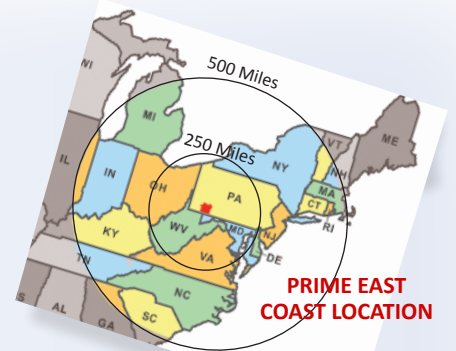 500 Miles
WI
MI
ME
VT
250 Miles
NY
NH
IL
IN
OH
PA
MA
CT
RI
WV
MD
NJ
KY
VA
DE
TN
NC
PRIME EAST
COAST LOCATION
S
AL
GA
SC